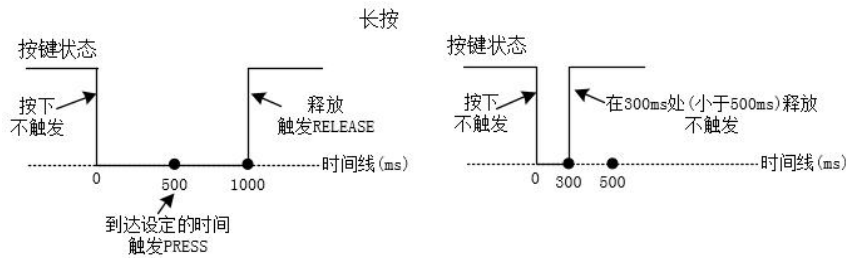 长按
按键状态
按下
不触发
释放
触发RELEASE
时间线(ms)
0
500
1000
到达设定的时间
触发PRESS
按键状态
按下
不触发
在300ms处(小于500ms)释放
不触发
时间线(ms)
0
300
500